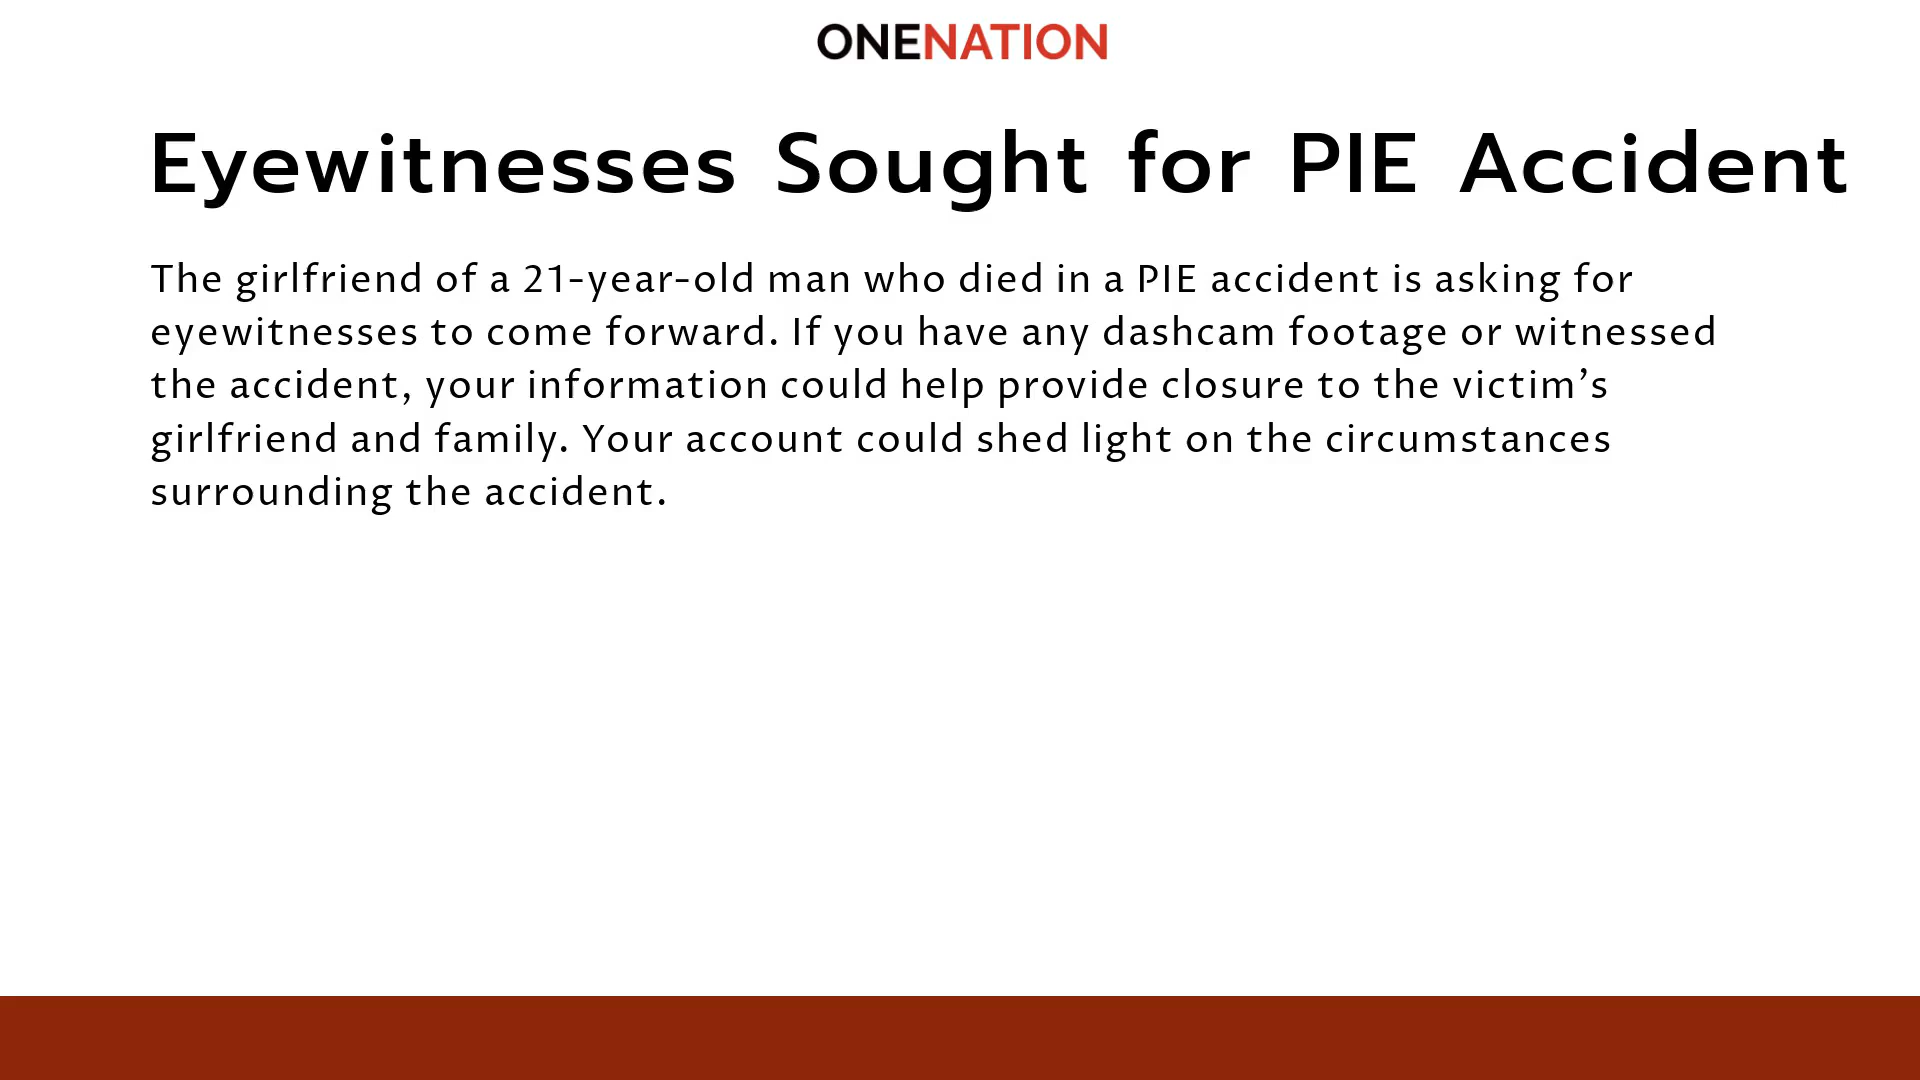 ONENATION
Eyewitnesses Sought for PIE Accident
The girlfriend of a 21-year-old man who died in a PIE accident is asking for
eyewitnesses to come forward. If you have any dashcam footage or witnessed
the accident, your information could help provide closure to the victim’s
girlfriend and family. Your account could shed light on the circumstances
surrounding the accident.